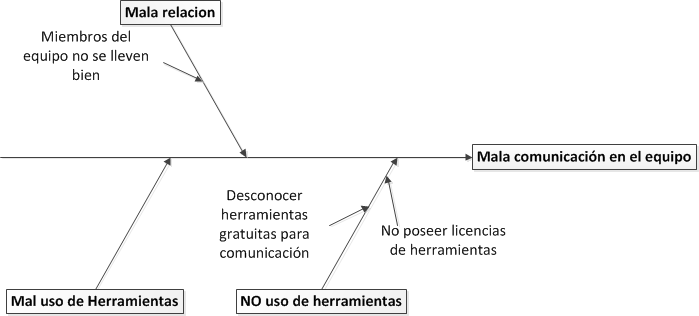 Mala relacion
Miembros del
equipo no se lleven
bien
Mala comunicación en el equipo
Desconocer
herramientas
gratuitas para
comunicación
No poseer licencias
de herramientas
Mal uso de Herramientas
NO uso de herramientas